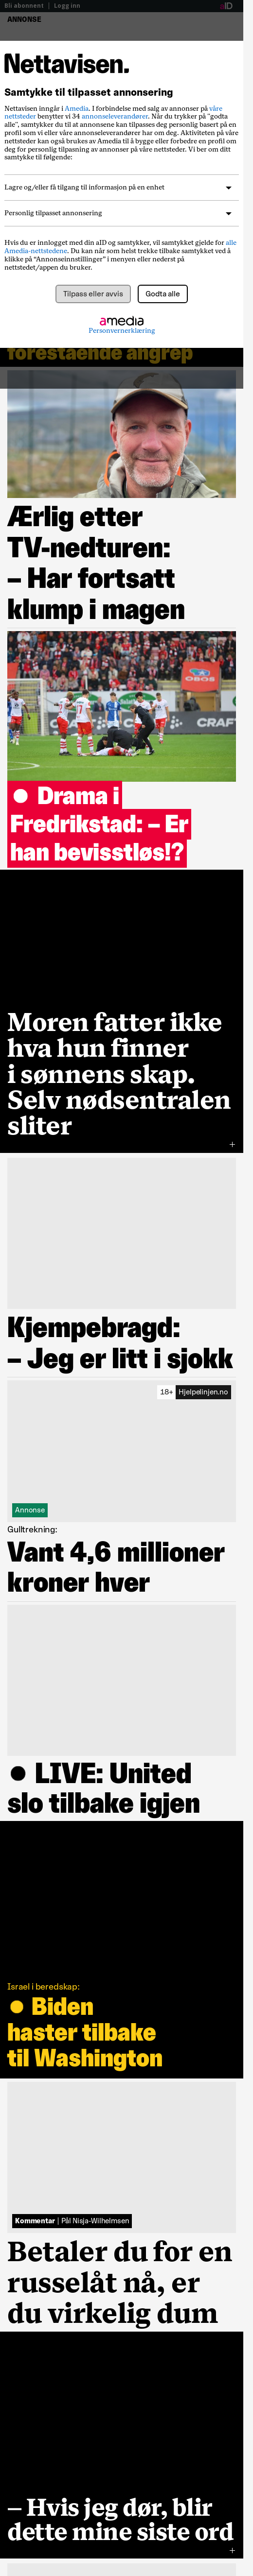 Bli abonnent | Logg inn
aID
ANNONSE
Nettavisen.
Samtykke til tilpasset annonsering
Nettavisen inngår i Amedia. I forbindelse med salg av annonser på våre
nettsteder benytter vi 34 annonseleverandører. Når du trykker på "godta
alle", samtykker du til at annonsene kan tilpasses deg personlig basert på en
profil som vi eller våre annonseleverandører har om deg. Aktiviteten på våre
nettsteder kan også brukes av Amedia til å bygge eller forbedre en profil om
deg for personlig tilpasning av annonser på våre nettsteder. Vi ber om ditt
samtykke til følgende:
Lagre og/eller få tilgang til informasjon på en enhet
Personlig tilpasset annonsering
Hvis du er innlogget med din aID og samtykker, vil samtykket gjelde for alle
Amedia-nettstedene. Du kan når som helst trekke tilbake samtykket ved å
klikke på “Annonseinnstillinger” i menyen eller nederst på
nettstedet/appen du bruker.
Tilpass eller avvis
Godta alle
amedia
Personvernerklæring
forestående angrep
Ærlig etter
TV-nedturen:
– Har fortsatt
klump i magen
OBOS
CRAFT
● Drama i
Fredrikstad: – Er
han bevisstløs!?
Moren fatter ikke
hva hun finner
i sønnens skap.
Selv nødsentralen
sliter
+
Kjempebragd:
– Jeg er litt i sjokk
18+ Hjelpelinjen.no
Annonse
Gulltrekning:
Vant 4,6 millioner
kroner hver
● LIVE: United
slo tilbake igjen
Israel i beredskap:
● Biden
haster tilbake
til Washington
Kommentar | Pål Nisja-Wilhelmsen
Betaler du for en
russelåt nå, er
du virkelig dum
– Hvis jeg dør, blir
dette mine siste ord
+